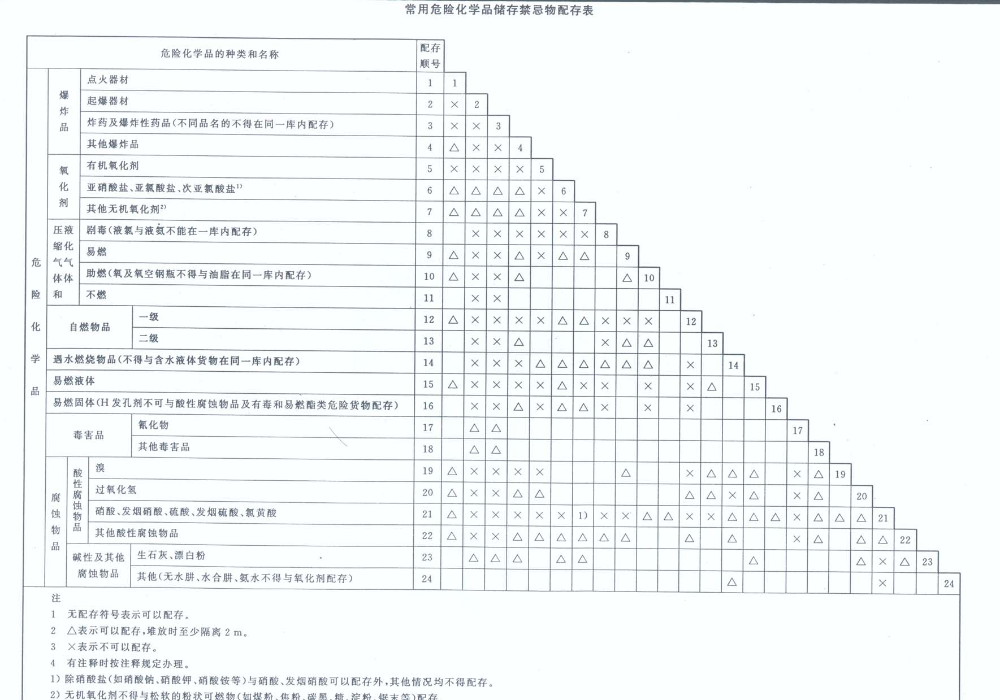 常用危险化学品储存禁忌物配存表
危险化学品的种类和名称 配存顺号
危险化学品
爆炸品
点火器材 1 1
起爆器材 2 × 2
炸药及爆炸性药品(不同品名的不得在同一库内配存) 3 × × 3
其他爆炸品 4 △ × × 4
氧化剂
有机氧化剂 5 × × × × 5
亚硝酸盐、亚氯酸盐、次亚氯酸盐1) 6 △ △ △ △ × 6
其他无机氧化剂2) 7 △ △ △ △ × × 7
压缩气体和液化气体
剧毒(液氯与液氨不能在一库内配存) 8 × × × × × × 8
易燃 9 △ × × △ × △ △ 9
助燃(氧及氧空钢瓶不得与油脂在同一库内配存) 10 △ × × △ △ 10
不燃 11 × × 11
自燃物品
一级 12 △ × × × × △ △ × × × 12
二级 13 × × △ × △ △ 13
遇水燃烧物品(不得与含水液体货物在同一库内配存) 14 × × × △ △ △ △ △ △ × 14
易燃液体 15 △ × × × × △ × × × × △ 15
易燃固体(H发孔剂不可与酸性腐蚀物品及有毒和易燃酯类危险货物配存) 16 × × △ × △ △ × × × 16
毒害品
氰化物 17 △ △ 17
其他毒害品 18 △ △ 18
腐蚀物品
酸性腐蚀物品
溴 19 △ × × × × △ × △ △ △ × △ 19
过氧化氢 20 △ × × △ △ △ △ × △ × △ 20
硝酸、发烟硝酸、硫酸、发烟硫酸、氯黄酸 21 △ × × × × × 1) × × △ △ × × △ △ △ × △ △ △ 21
其他酸性腐蚀物品 22 △ × × △ △ △ △ △ △ △ △ × △ △ △ 22
碱性及其他腐蚀物品
生石灰、漂白粉 23 △ △ △ △ △ △ △ × △ 23
其他(无水肼、水合肼、氨水不得与氧化剂配存) 24 △ × 24
注
1 无配存符号表示可以配存。
2 △表示可以配存,堆放时至少隔离2 m。
3 ×表示不可以配存。
4 有注释时按注释规定办理。
1) 除硝酸盐(如硝酸钠、硝酸钾、硝酸铵等)与硝酸、发烟硝酸可以配存外,其他情况均不得配存。
2) 无机氧化剂不得与松软的粉状可燃物(如煤粉、焦粉、碳黑、糖、淀粉、锯末等)配存。